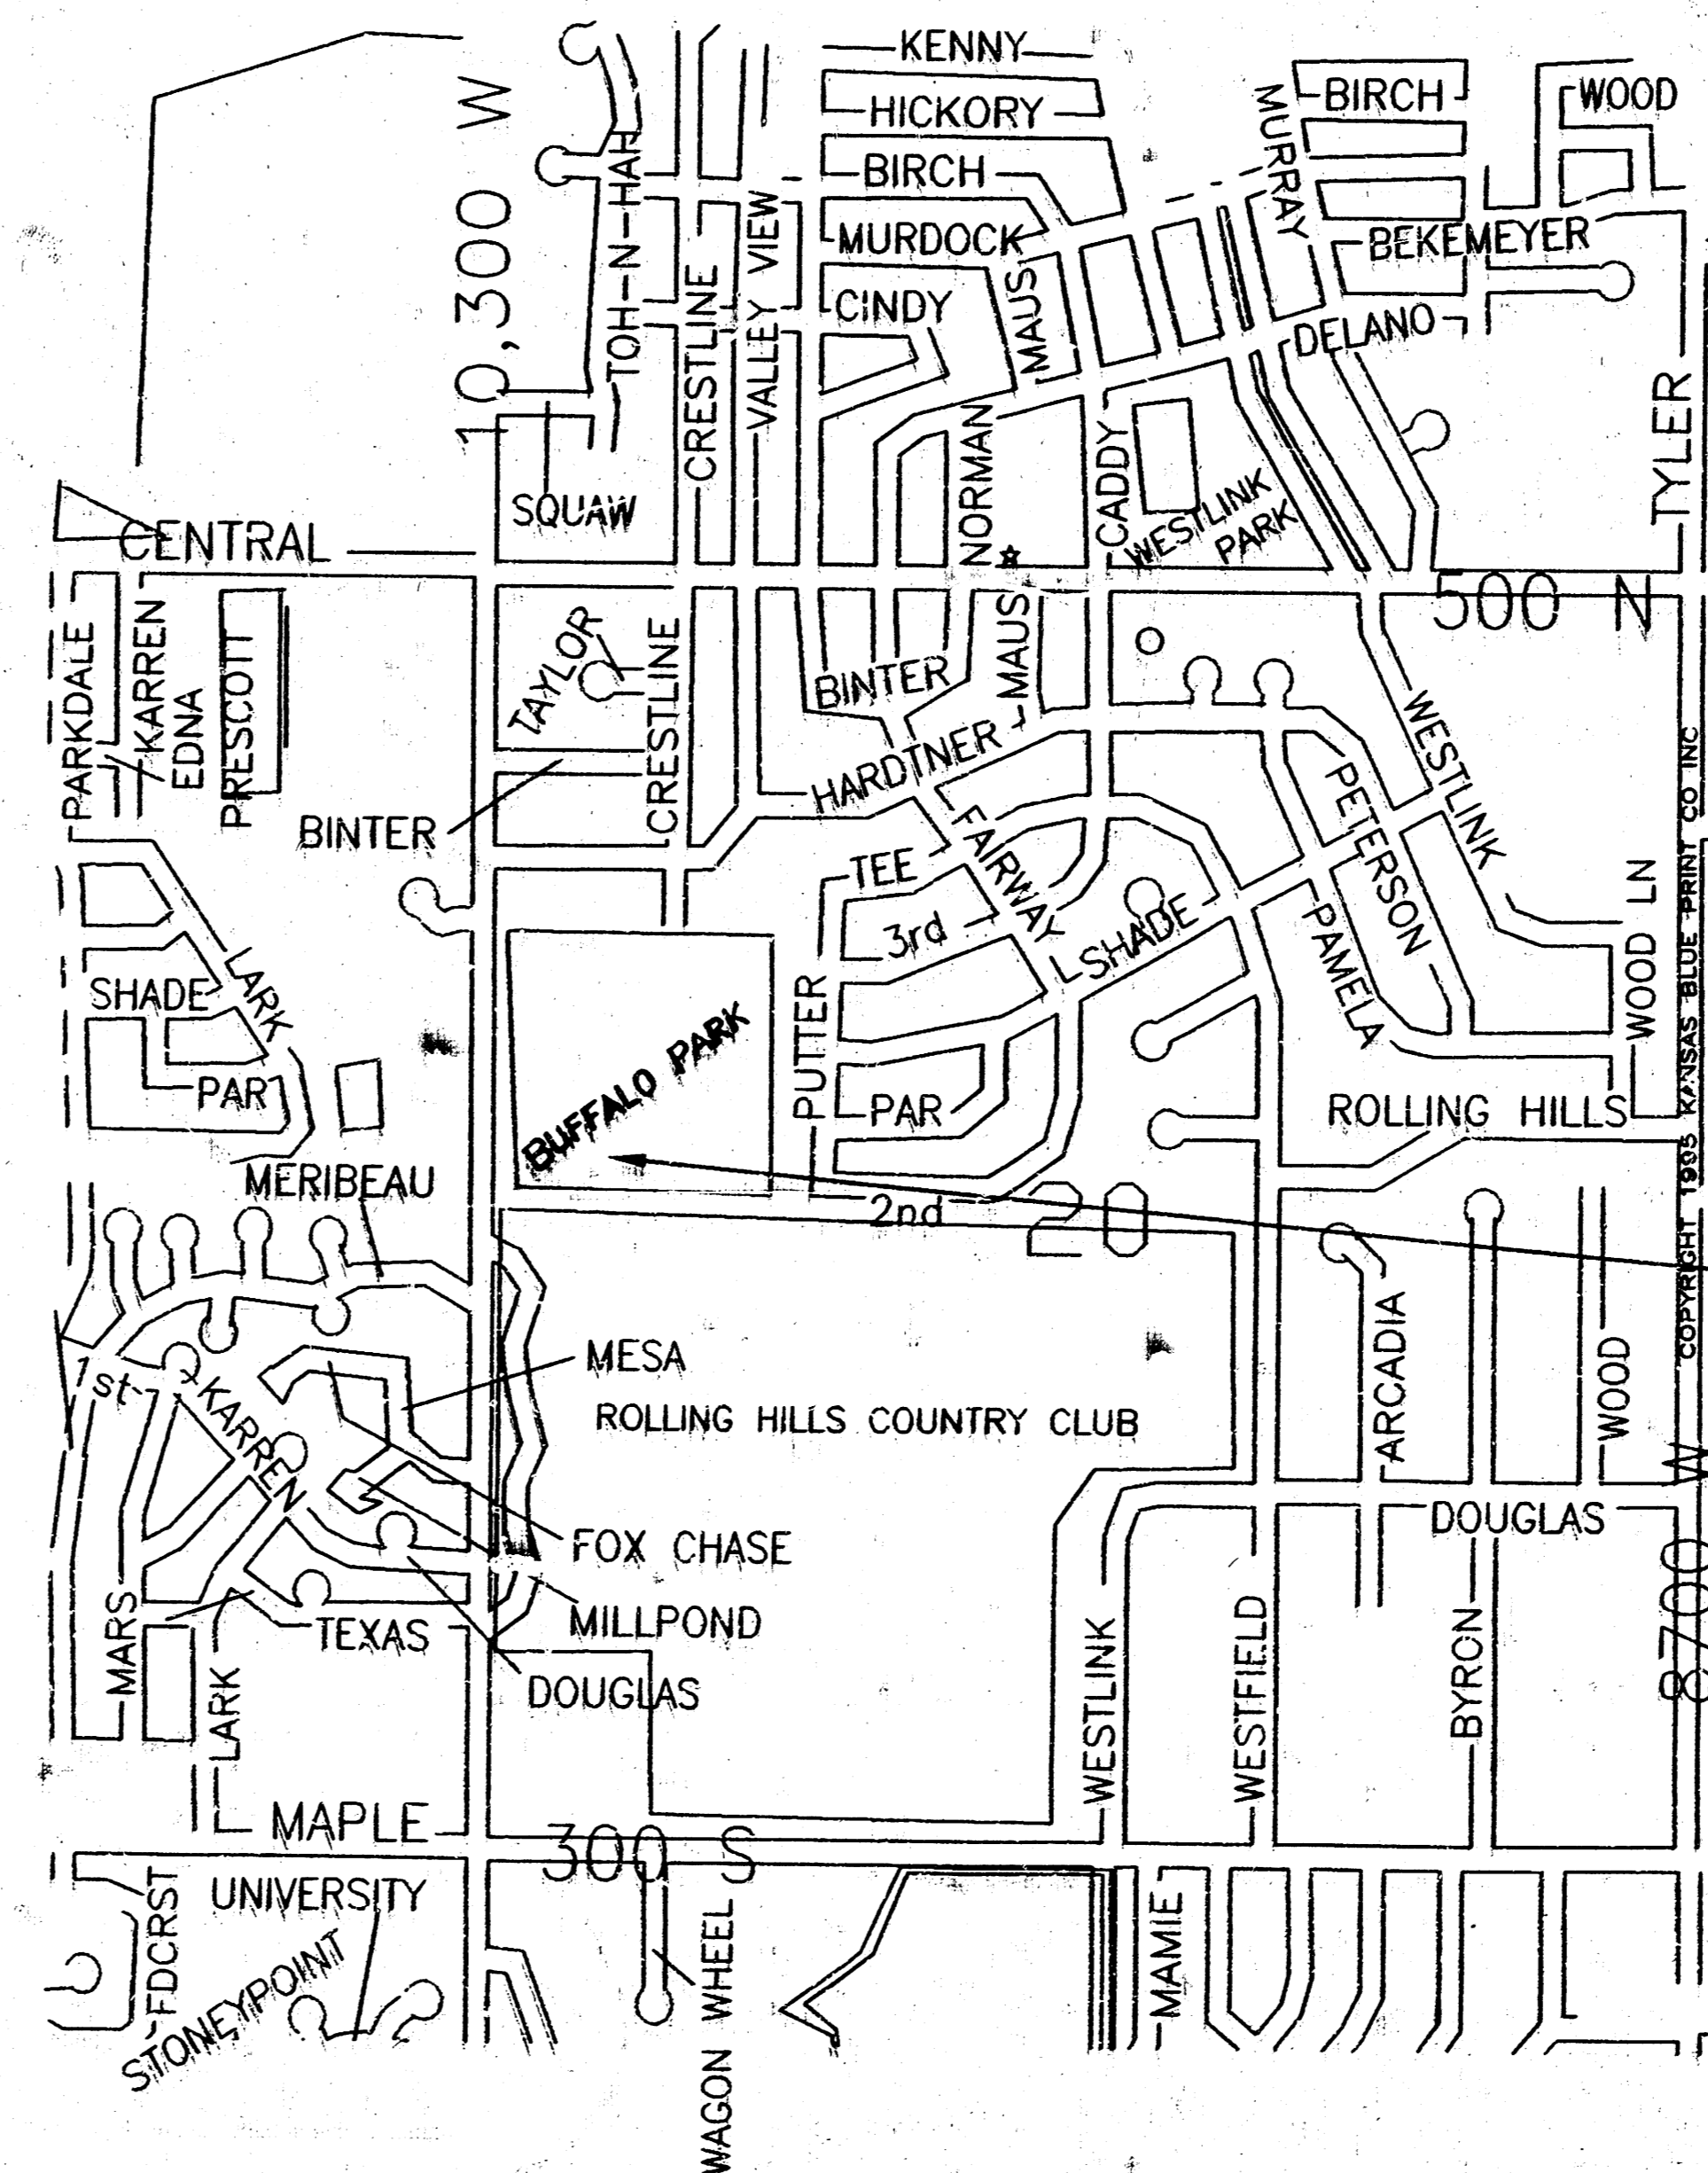 KENNY
HICKORY
BIRCH
MURDOCK
CINDY
MAUS
MURRAY
BIRCH
WOOD
BEKEMEYER
DELANO
TYLER
10,300 W
TOH-N-HAH
CRESTLINE
VALLEY VIEW
SQUAW
NORMAN
CADDY
WESTLINK
PARK
CENTRAL
500 N
PARKDALE
KARREN
EDNA
PRESCOTT
TAYLOR
CRESTLINE
BINTER
MAUS
HARDTNER
BINTER
WESTLINK
PETERSON
PAMELA
WOOD LN
TEE
FAIRWAY
3rd
SHADE
LARK
SHADE
PAR
BUFFALO PARK
PUTTER
PAR
ROLLING HILLS
MERIBEAU
2nd
20
COPYRIGHT 1995 KANSAS BLUE PRINT CO INC
1st
KARREN
MESA
ROLLING HILLS COUNTRY CLUB
ARCADIA
WOOD
FOX CHASE
DOUGLAS
MILLPOND
MARS
TEXAS
LARK
DOUGLAS
WESTLINK
WESTFIELD
BYRON
8700 W
MAPLE
300 S
UNIVERSITY
FDCRST
STONEYPOINT
WAGON WHEEL
MAMIE